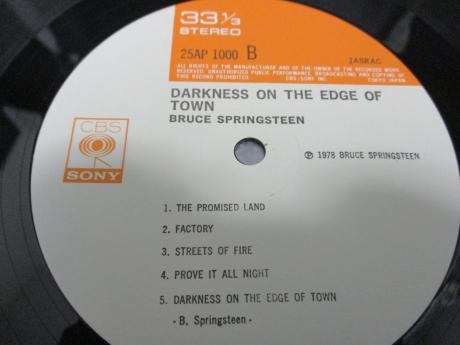 33 1/3
STEREO
25AP 1000 B
JASRAC
ALL RIGHTS OF THE MANUFACTURER AND OF THE OWNER OF THE RECORDED WORK
RESERVED. UNAUTHORIZED PUBLIC PERFORMANCE, BROADCASTING AND COPYING OF
THIS RECORD PROHIBITED CBS/SONY INC. TOKYO JAPAN
DARKNESS ON THE EDGE OF
TOWN
BRUCE SPRINGSTEEN
CBS
SONY
℗ 1978 BRUCE SPRINGSTEEN
1. THE PROMISED LAND
2. FACTORY
3. STREETS OF FIRE
4. PROVE IT ALL NIGHT
5. DARKNESS ON THE EDGE OF TOWN
- B. Springsteen -